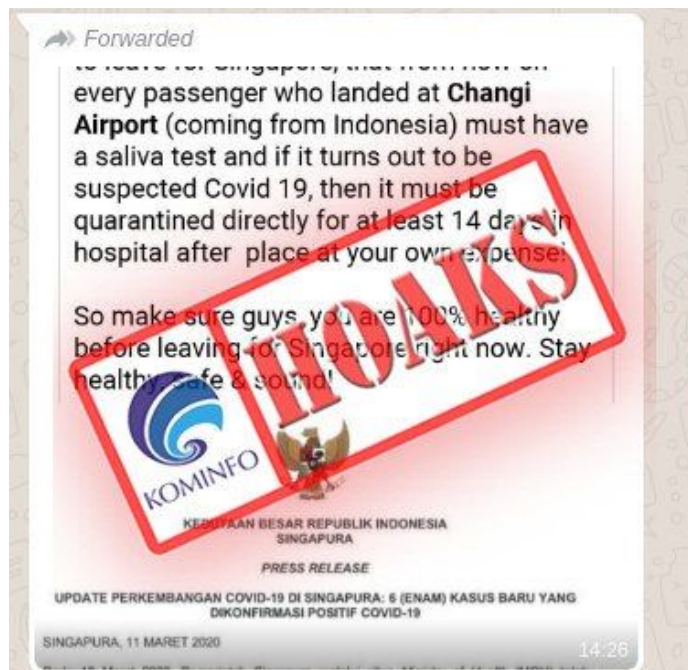 Forwarded
every passenger who landed at Changi
Airport (coming from Indonesia) must have
a saliva test and if it turns out to be
suspected Covid 19, then it must be
quarantined directly for at least 14 days in
hospital after place at your own expense!
So make sure guys, you are 100% healthy
before leaving for Singapore right now. Stay
healthy, safe & sound!
HOAKS
KOMINFO
KEDUTAAN BESAR REPUBLIK INDONESIA
SINGAPURA
PRESS RELEASE
UPDATE PERKEMBANGAN COVID-19 DI SINGAPURA: 6 (ENAM) KASUS BARU YANG
DIKONFIRMASI POSITIF COVID-19
SINGAPURA, 11 MARET 2020
14:26